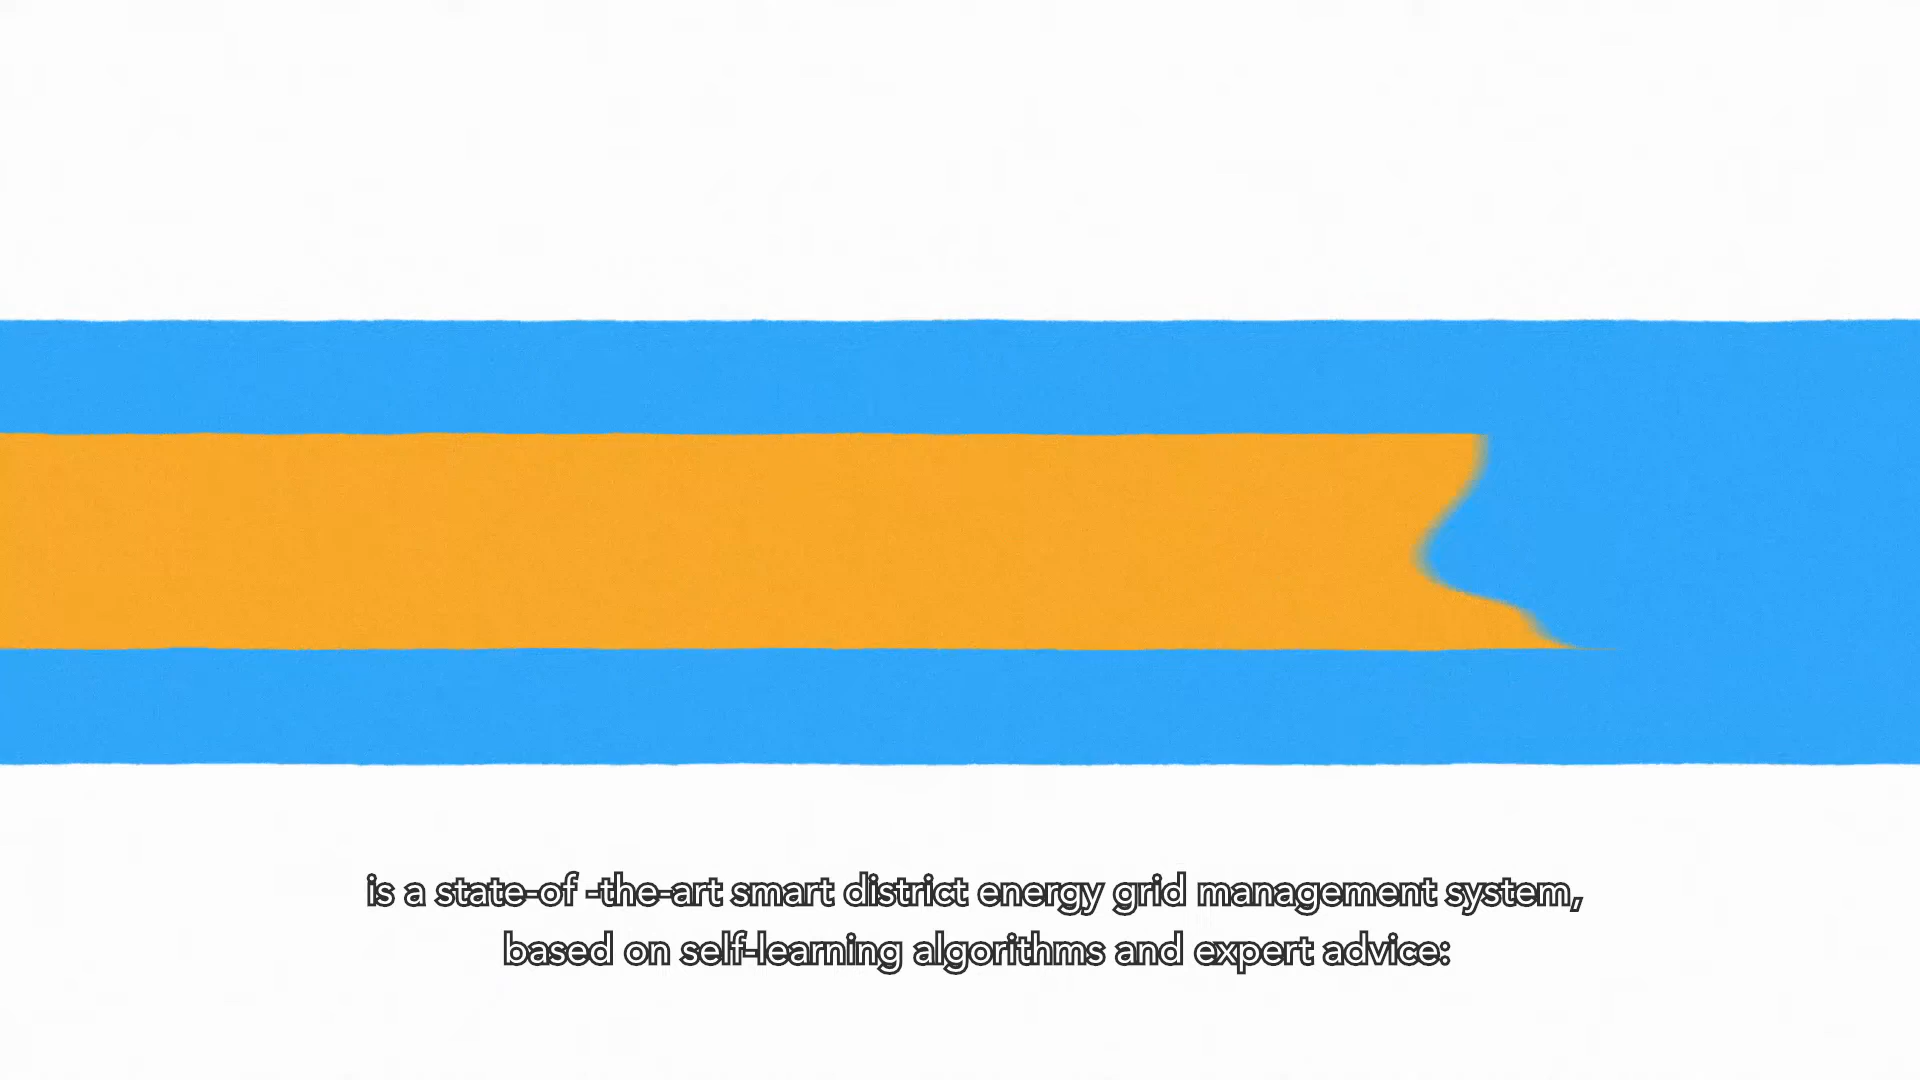 is a state-of -the-art smart district energy grid management system,
based on self-learning algorithms and expert advice: